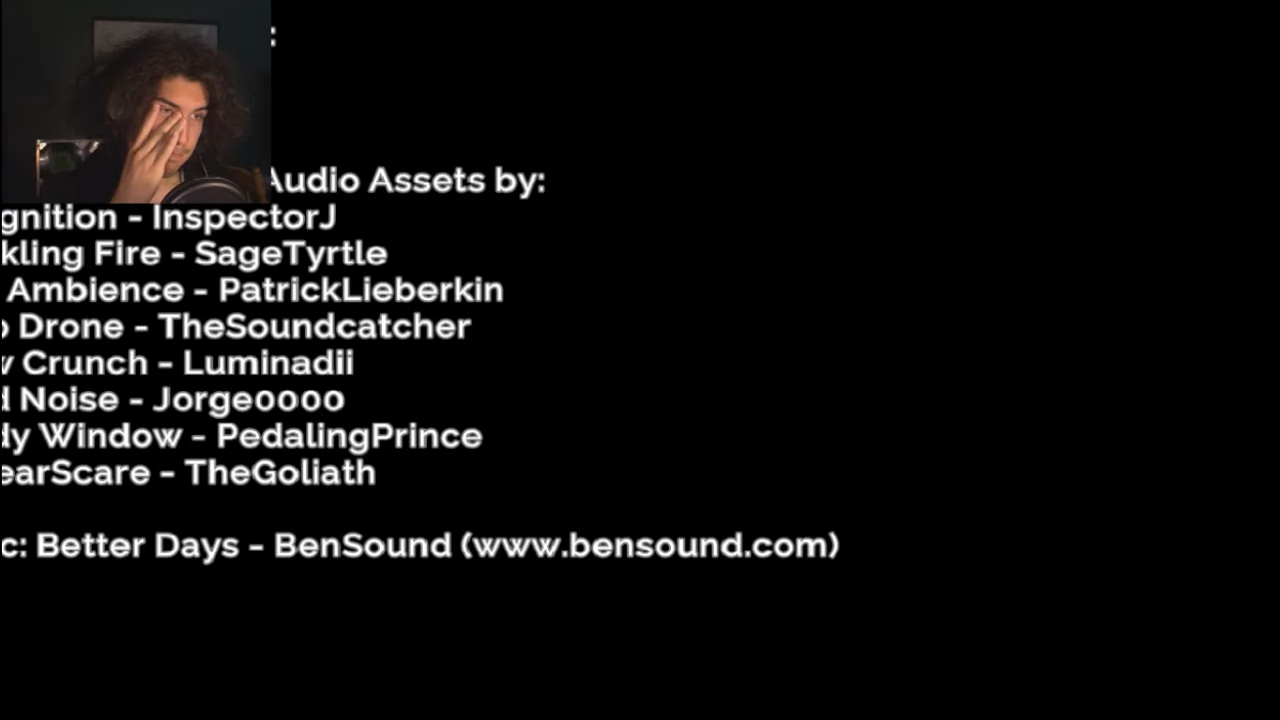 :
Audio Assets by:
gnition - InspectorJ
kling Fire - SageTyrtle
Ambience - PatrickLieberkin
o Drone - TheSoundcatcher
w Crunch - Luminadii
d Noise - Jorge0000
dy Window - PedalingPrince
earScare - TheGoliath
c: Better Days - BenSound (www.bensound.com)